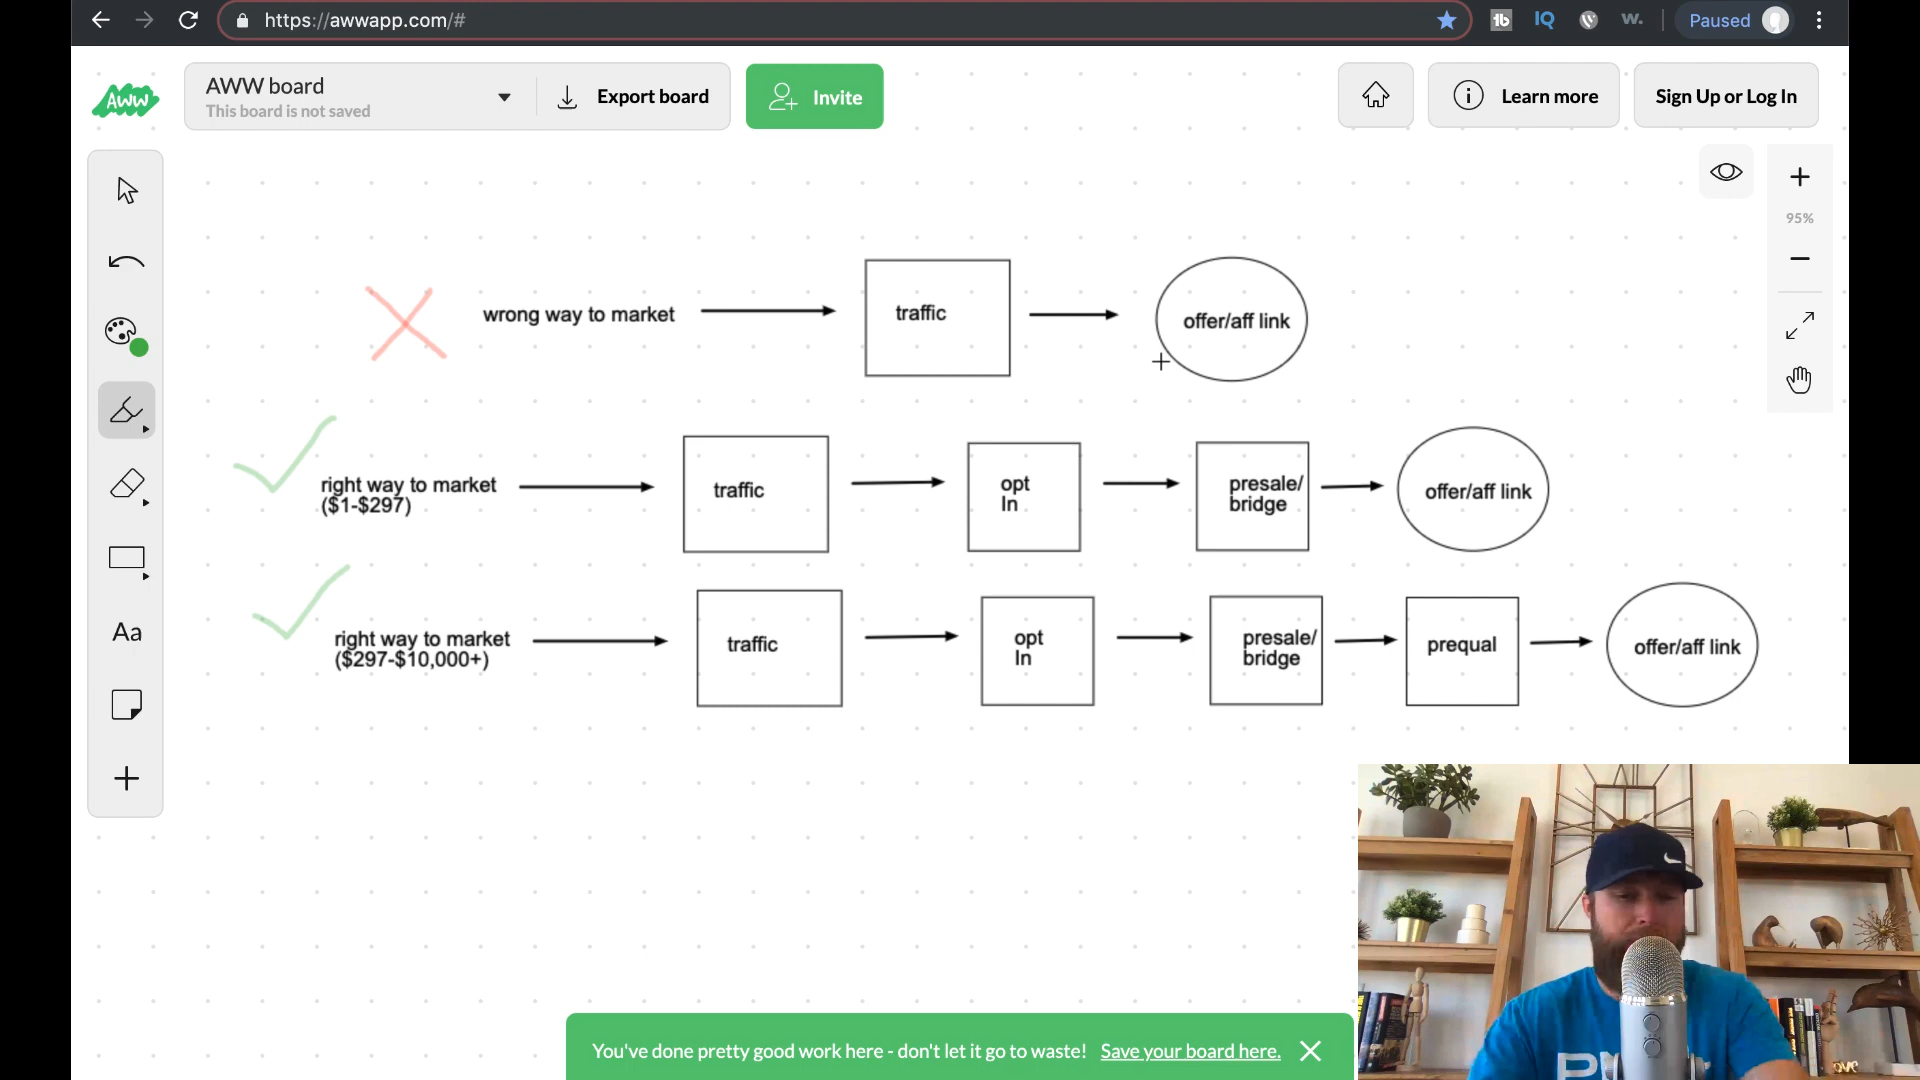 https://awwapp.com/#
tb
IQ
w.
Paused
AWW
AWW board
This board is not saved
Export board
Invite
Learn more
Sign Up or Log In
95%
Aa
wrong way to market
traffic
offer/aff link
right way to market
($1-$297)
traffic
opt
In
presale/
bridge
offer/aff link
right way to market
($297-$10,000+)
traffic
opt
In
presale/
bridge
prequal
offer/aff link
You've done pretty good work here - don't let it go to waste! Save your board here.